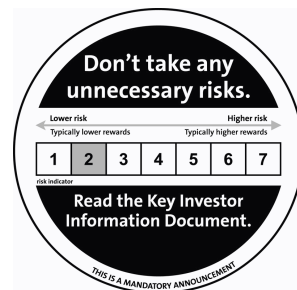 Don't take any
unnecessary risks.
Lower risk Higher risk
Typically lower rewards Typically higher rewards
1 2 3 4 5 6 7
risk indicator
Read the Key Investor
Information Document.
THIS IS A MANDATORY ANNOUNCEMENT